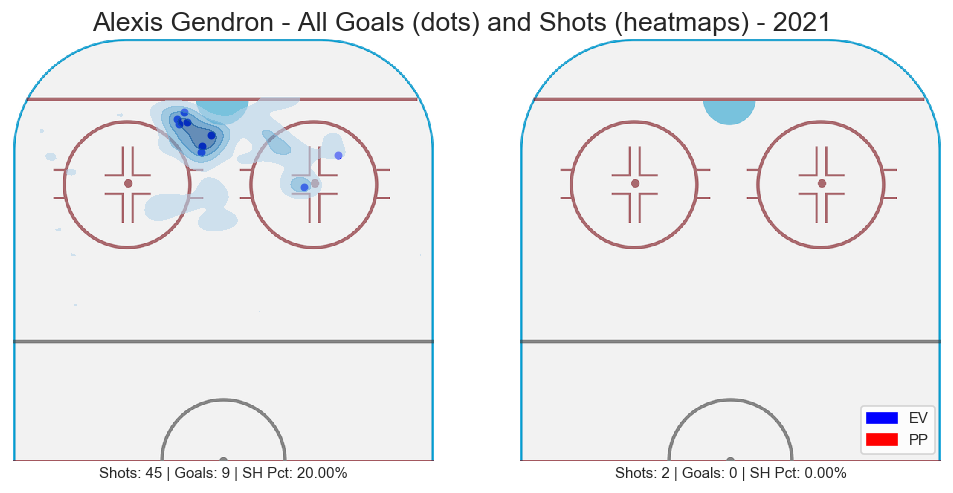 Alexis Gendron - All Goals (dots) and Shots (heatmaps) - 2021
EV
PP
Shots: 45 | Goals: 9 | SH Pct: 20.00%
Shots: 2 | Goals: 0 | SH Pct: 0.00%